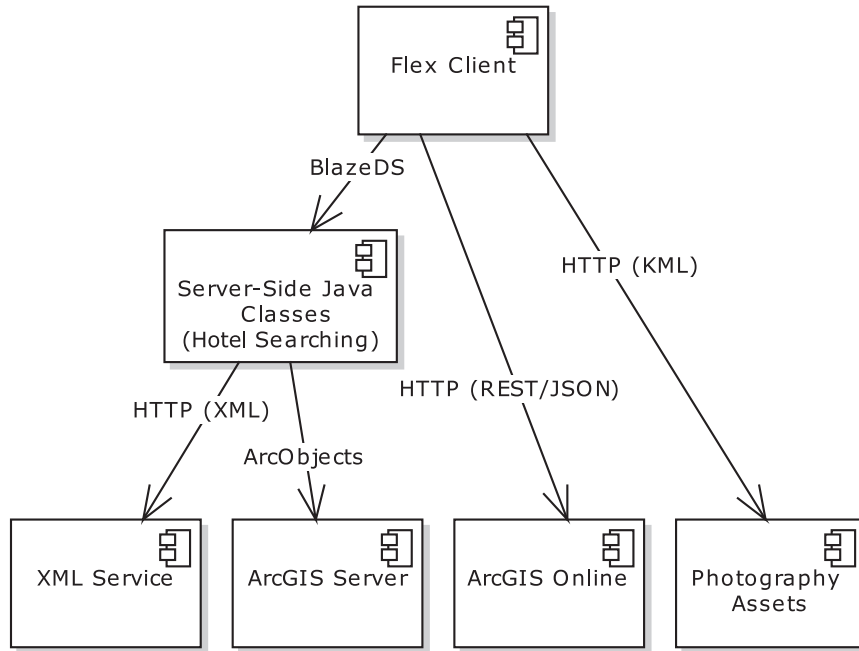 Flex Client
BlazeDS
Server-Side Java
Classes
(Hotel Searching)
HTTP (KML)
HTTP (REST/JSON)
HTTP (XML)
ArcObjects
XML Service
ArcGIS Server
ArcGIS Online
Photography
Assets